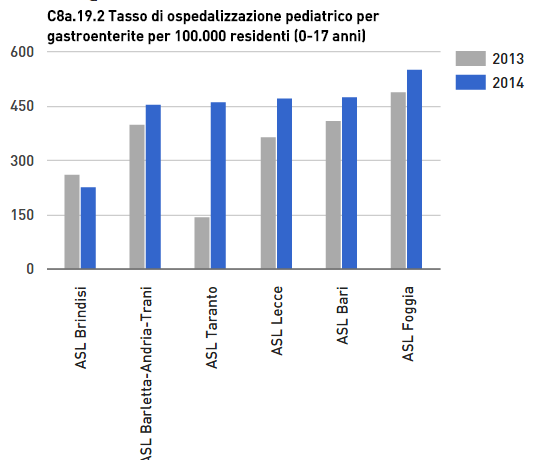 C8a.19.2 Tasso di ospedalizzazione pediatrico per
gastroenterite per 100.000 residenti (0-17 anni)
2013
2014
600
450
300
150
0
ASL Brindisi
ASL Barletta-Andria-Trani
ASL Taranto
ASL Lecce
ASL Bari
ASL Foggia